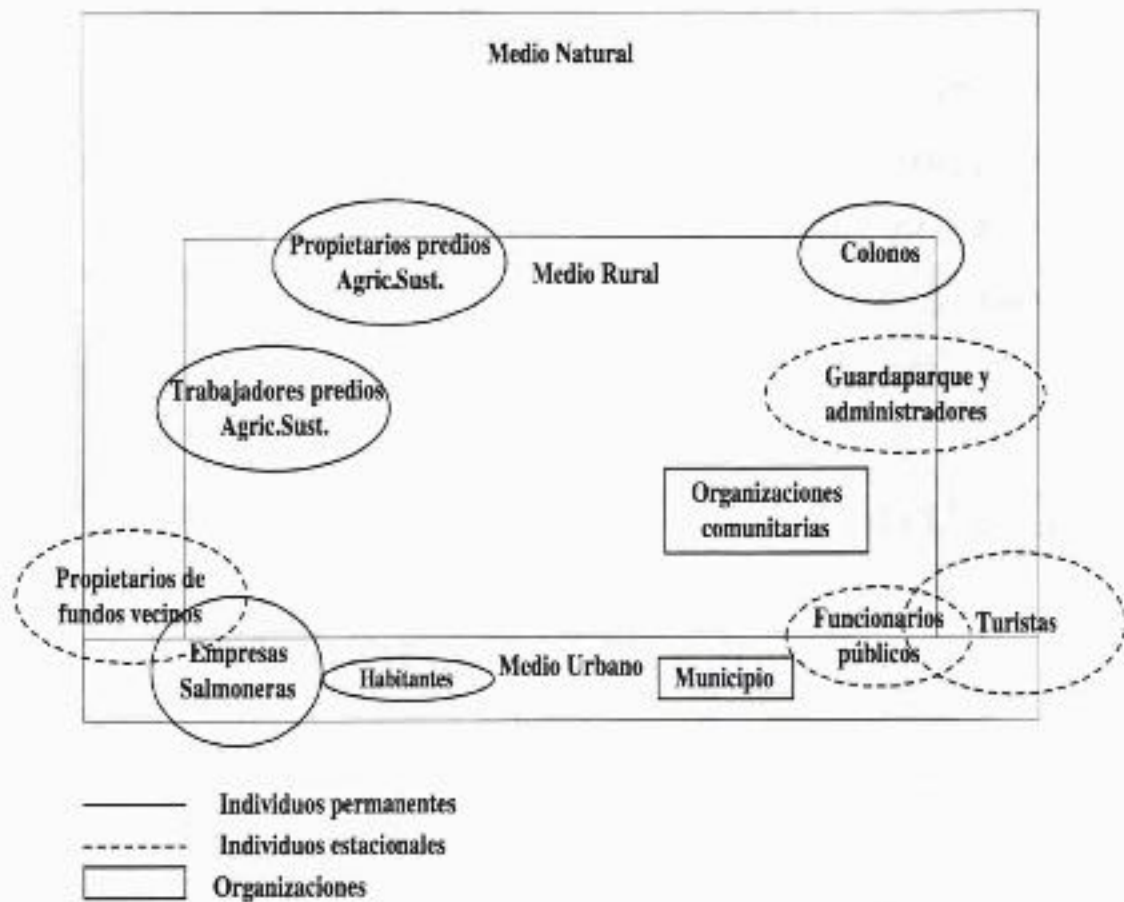 Medio Natural
Propietarios predios
Agric.Sust.
Colonos
Medio Rural
Trabajadores predios
Agric.Sust.
Guardaparque y
administradores
Organizaciones
comunitarias
Propietarios de
fundos vecinos
Funcionarios
públicos
Turistas
Empresas
Salmoneras
Habitantes
Medio Urbano
Municipio
Individuos permanentes
Individuos estacionales
Organizaciones